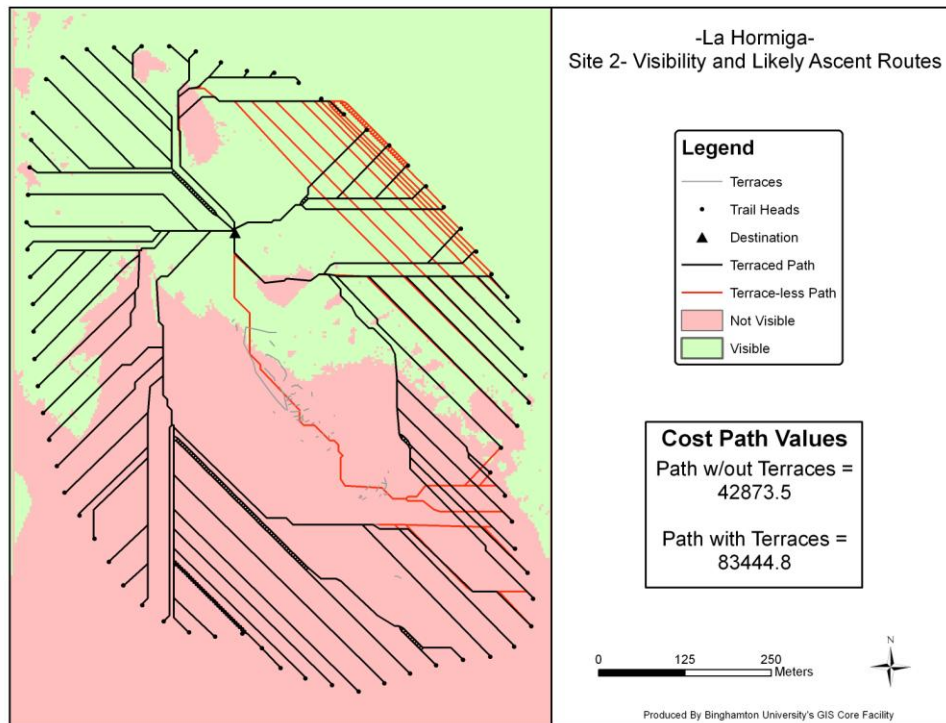 -La Hormiga-
Site 2- Visibility and Likely Ascent Routes
Legend
Terraces
Trail Heads
Destination
Terraced Path
Terrace-less Path
Not Visible
Visible
Cost Path Values
Path w/out Terraces =
42873.5
Path with Terraces =
83444.8
N
0 125 250
Meters
Produced By Binghamton University's GIS Core Facility